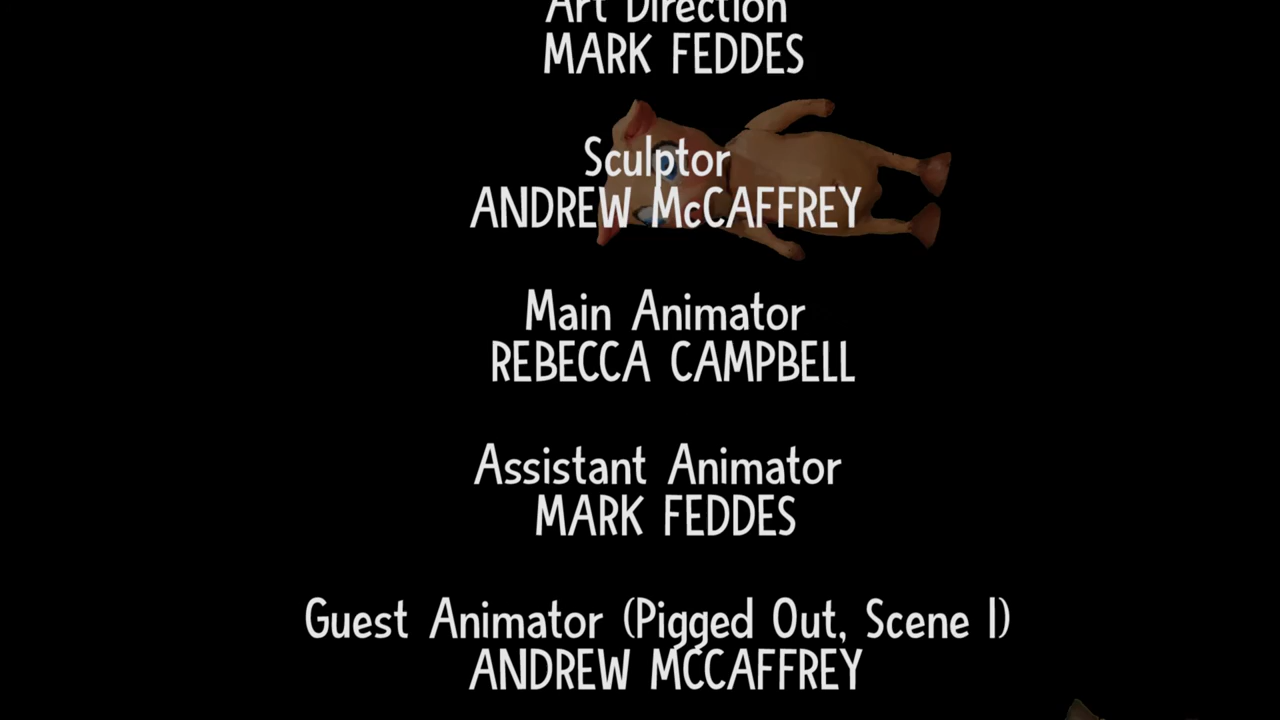 Art Direction
MARK FEDDES
Sculptor
ANDREW McCAFFREY
Main Animator
REBECCA CAMPBELL
Assistant Animator
MARK FEDDES
Guest Animator (Pigged Out, Scene 1)
ANDREW MCCAFFREY